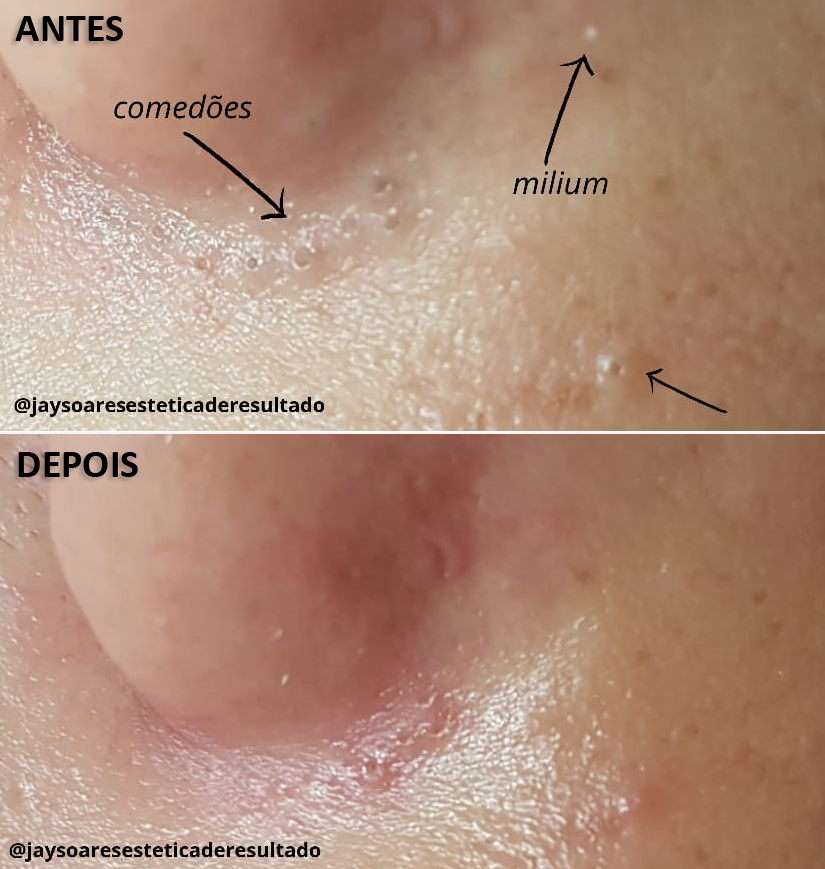 ANTES
comedões
milium
@jaysoaresesteticaderesultado
DEPOIS
@jaysoaresesteticaderesultado